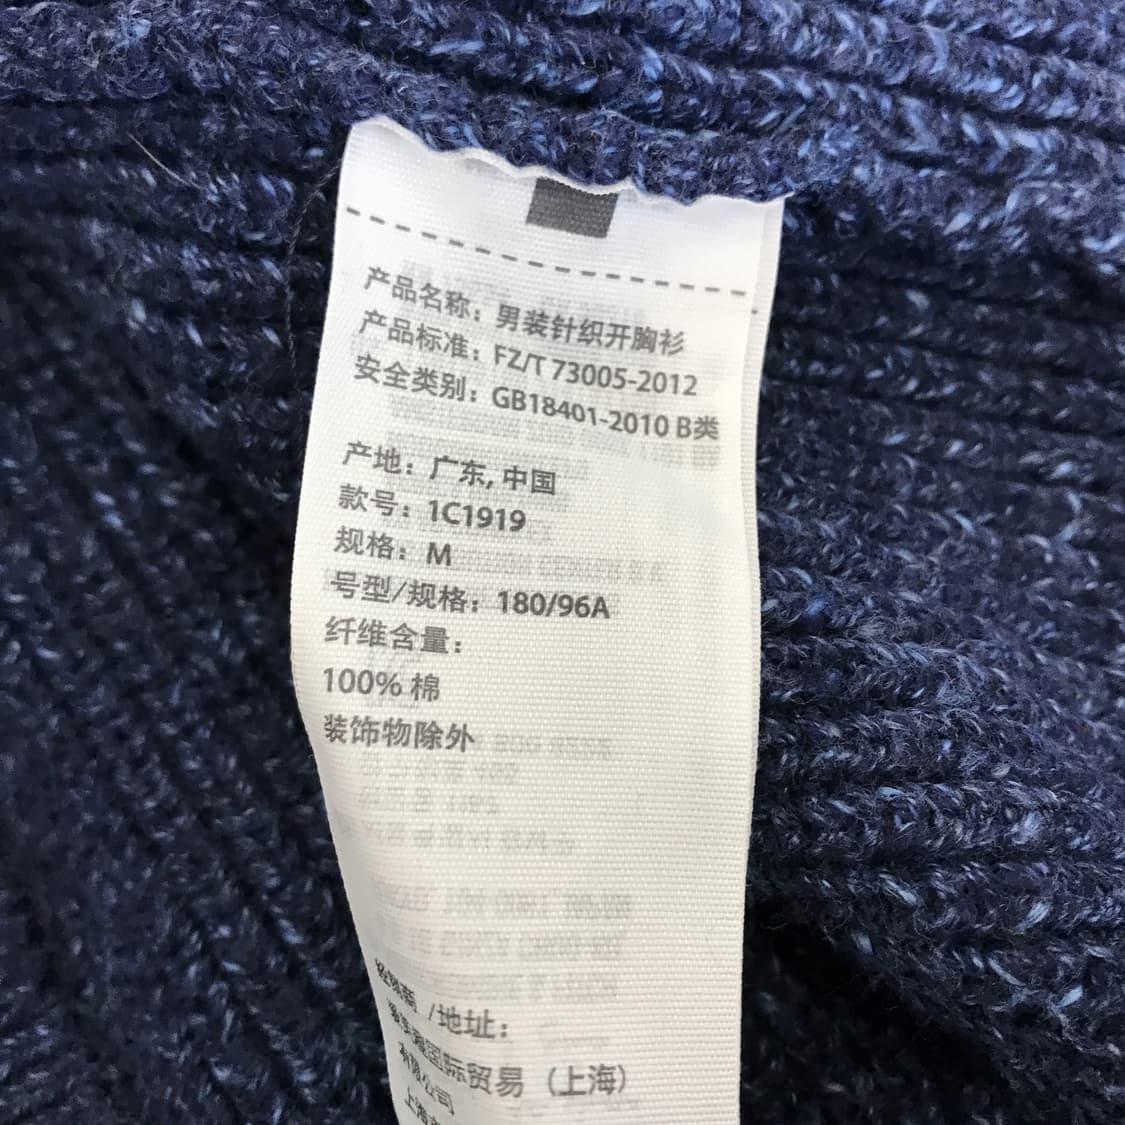 产品名称：男装针织开胸衫
产品标准：FZ/T 73005-2012
安全类别：GB18401-2010 B类
产地：广东, 中国
款号：1C1919
规格：M
号型/规格：180/96A
纤维含量：
100% 棉
装饰物除外
经销商 /地址：
国际贸易（上海）
有限公司